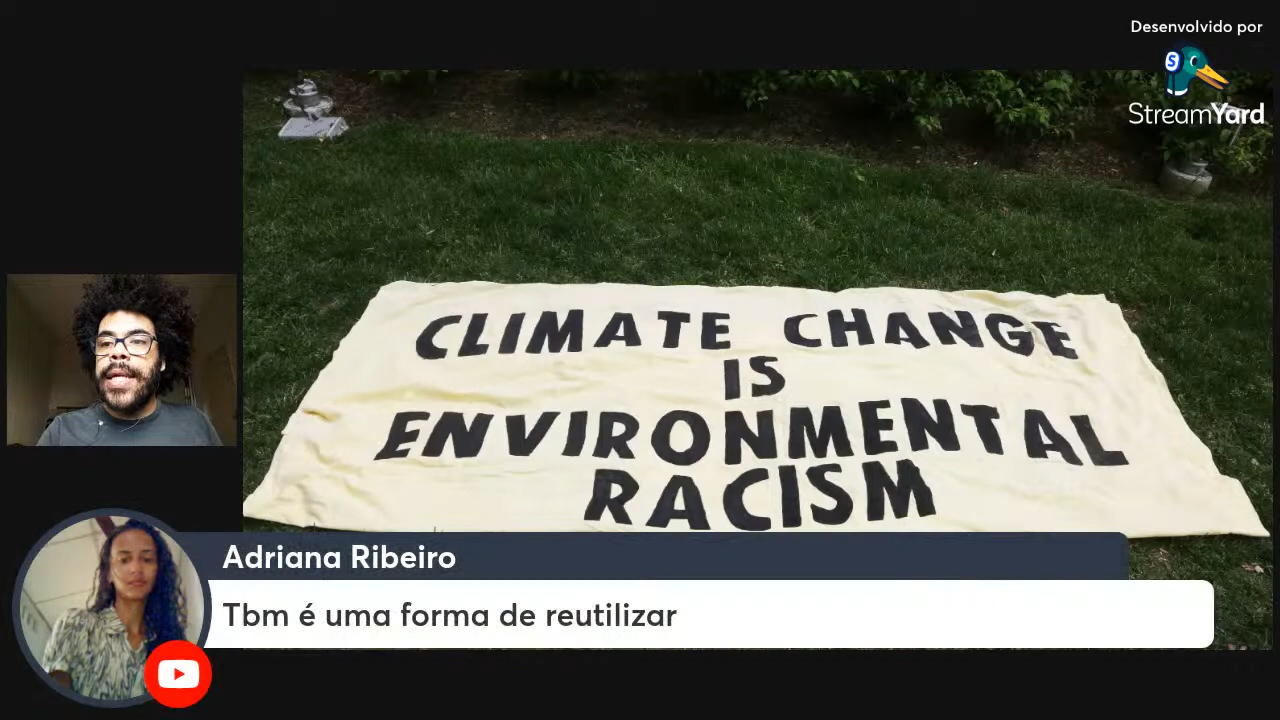 Desenvolvido por
StreamYard
CLIMATE CHANGE
IS
ENVIRONMENTAL
RACISM
Adriana Ribeiro
Tbm é uma forma de reutilizar